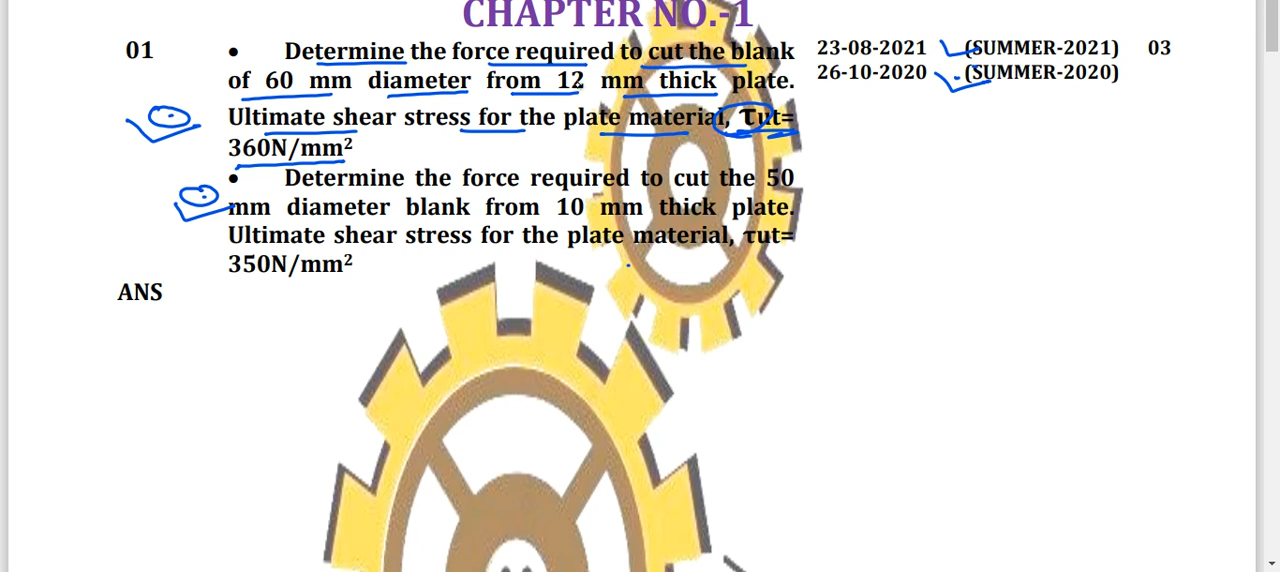 CHAPTER NO.-1
01 • Determine the force required to cut the blank 23-08-2021 (SUMMER-2021) 03
of 60 mm diameter from 12 mm thick plate. 26-10-2020 (SUMMER-2020)
Ultimate shear stress for the plate material, τut=
360N/mm²
• Determine the force required to cut the 50
mm diameter blank from 10 mm thick plate.
Ultimate shear stress for the plate material, τut=
350N/mm²
ANS